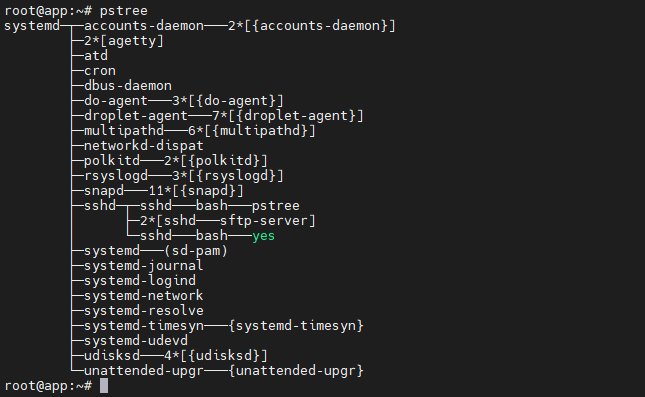 root@app:~# pstree
systemd─┬─accounts-daemon───2*[{accounts-daemon}]
        ├─2*[agetty]
        ├─atd
        ├─cron
        ├─dbus-daemon
        ├─do-agent───3*[{do-agent}]
        ├─droplet-agent───7*[{droplet-agent}]
        ├─multipathd───6*[{multipathd}]
        ├─networkd-dispat
        ├─polkitd───2*[{polkitd}]
        ├─rsyslogd───3*[{rsyslogd}]
        ├─snapd───11*[{snapd}]
        ├─sshd─┬─sshd───bash───pstree
        │      ├─2*[sshd───sftp-server]
        │      └─sshd───bash───yes
        ├─systemd───(sd-pam)
        ├─systemd-journal
        ├─systemd-logind
        ├─systemd-network
        ├─systemd-resolve
        ├─systemd-timesyn───{systemd-timesyn}
        ├─systemd-udevd
        ├─udisksd───4*[{udisksd}]
        └─unattended-upgr───{unattended-upgr}
root@app:~#